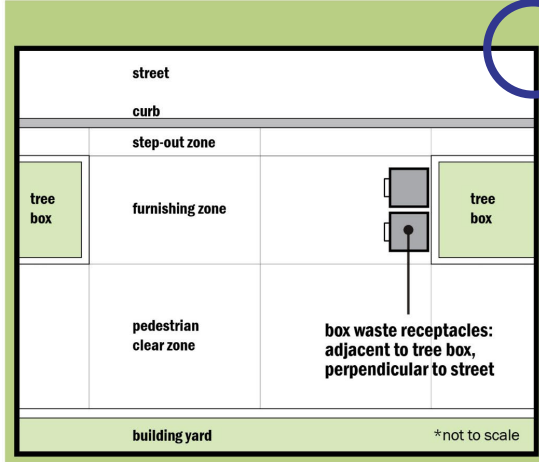 street
curb
step-out zone
tree
box
furnishing zone
tree
box
pedestrian
clear zone
box waste receptacles:
adjacent to tree box,
perpendicular to street
building yard
*not to scale